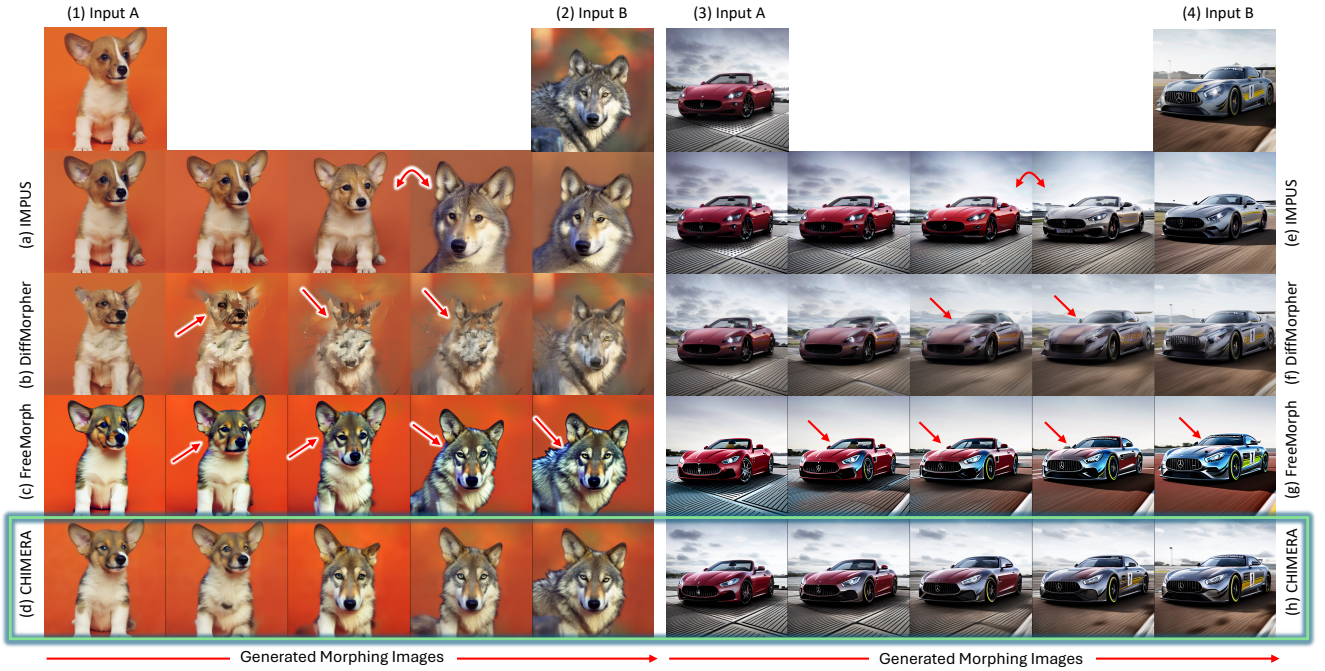 (1) Input A
(2) Input B
(3) Input A
(4) Input B
(a) IMPUS
(e) IMPUS
(b) DiffMorpher
(f) DiffMorpher
(c) FreeMorph
(g) FreeMorph
(d) CHIMERA
(h) CHIMERA
Generated Morphing Images
Generated Morphing Images